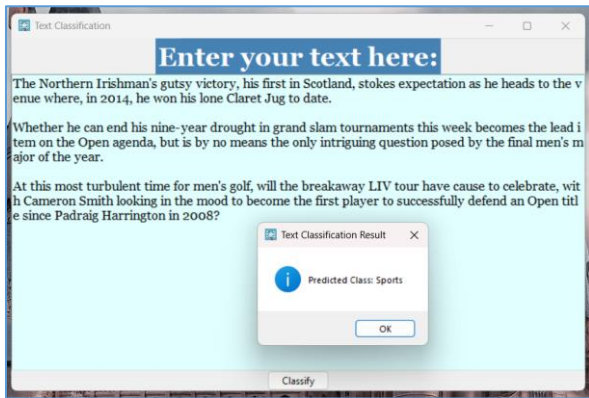 Text Classification
Enter your text here:
The Northern Irishman's gutsy victory, his first in Scotland, stokes expectation as he heads to the v
enue where, in 2014, he won his lone Claret Jug to date.
Whether he can end his nine-year drought in grand slam tournaments this week becomes the lead i
tem on the Open agenda, but is by no means the only intriguing question posed by the final men's m
ajor of the year.
At this most turbulent time for men's golf, will the breakaway LIV tour have cause to celebrate, wit
h Cameron Smith looking in the mood to become the first player to successfully defend an Open titl
e since Padraig Harrington in 2008?
Text Classification Result
Predicted Class: Sports
OK
Classify